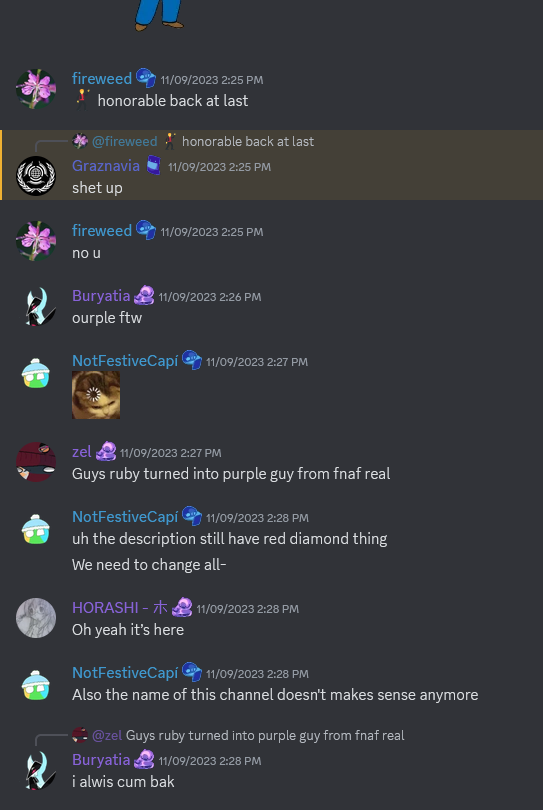 fireweed 11/09/2023 2:25 PM
honorable back at last
@fireweed honorable back at last
Graznavia 11/09/2023 2:25 PM
shet up
fireweed 11/09/2023 2:25 PM
no u
Buryatia 11/09/2023 2:26 PM
ourple ftw
NotFestiveCapí 11/09/2023 2:27 PM
zel 11/09/2023 2:27 PM
Guys ruby turned into purple guy from fnaf real
NotFestiveCapí 11/09/2023 2:28 PM
uh the description still have red diamond thing
We need to change all-
HORASHI - ホ 11/09/2023 2:28 PM
Oh yeah it's here
NotFestiveCapí 11/09/2023 2:28 PM
Also the name of this channel doesn't makes sense anymore
@zel Guys ruby turned into purple guy from fnaf real
Buryatia 11/09/2023 2:28 PM
i alwis cum bak